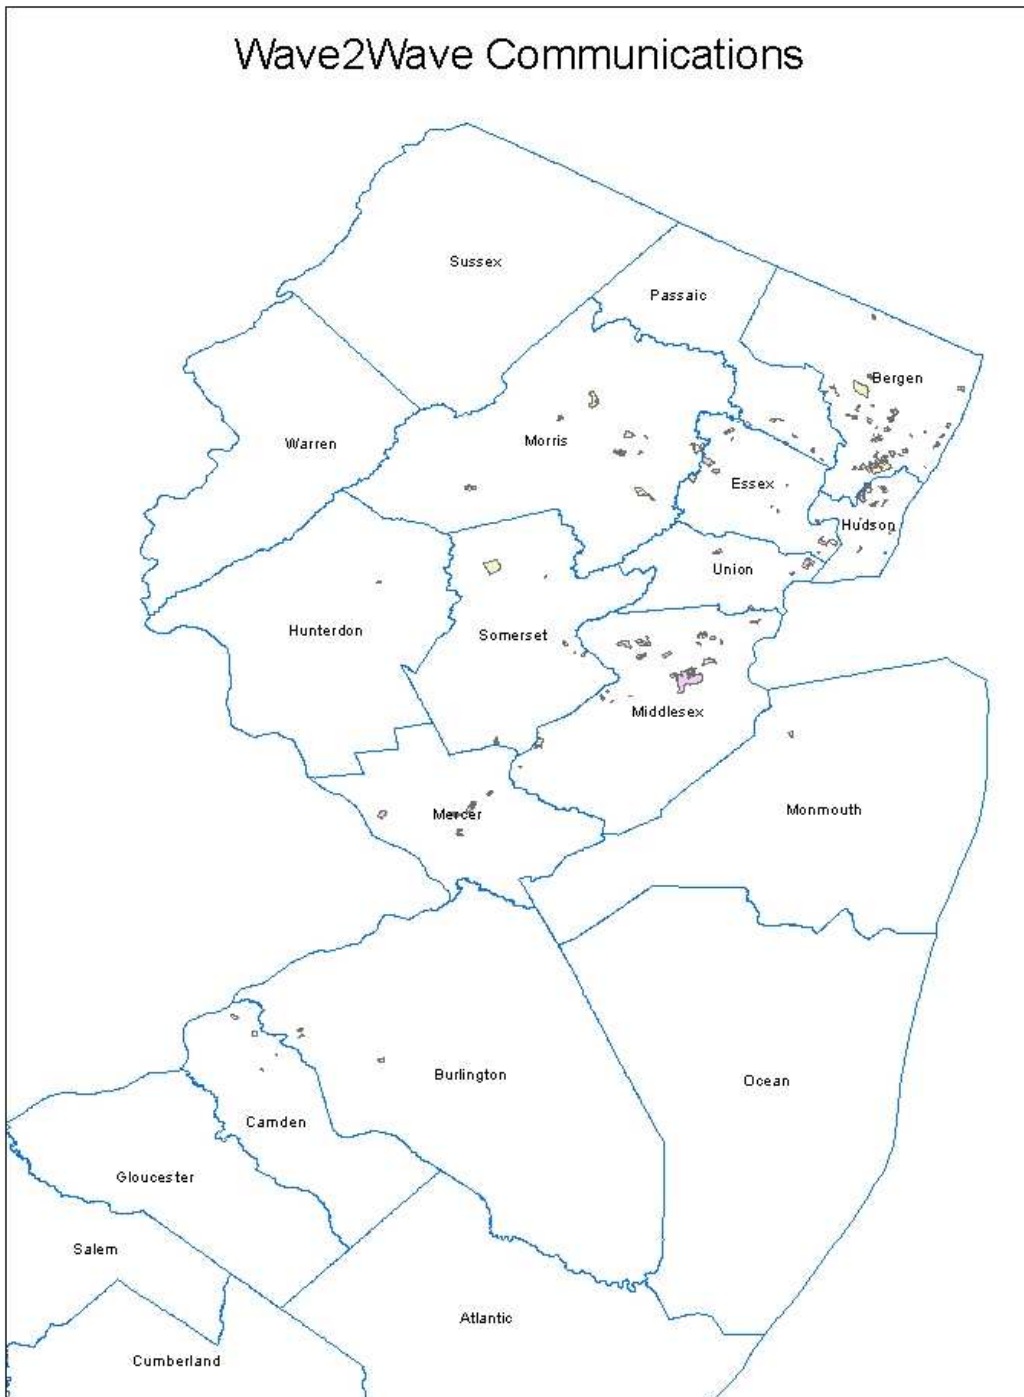 Wave2Wave Communications
Sussex
Passaic
Bergen
Morris
Warren
Essex
Hudson
Union
Hunterdon
Somerset
Middlesex
Monmouth
Mercer
Burlington
Ocean
Camden
Gloucester
Salem
Atlantic
Cumberland